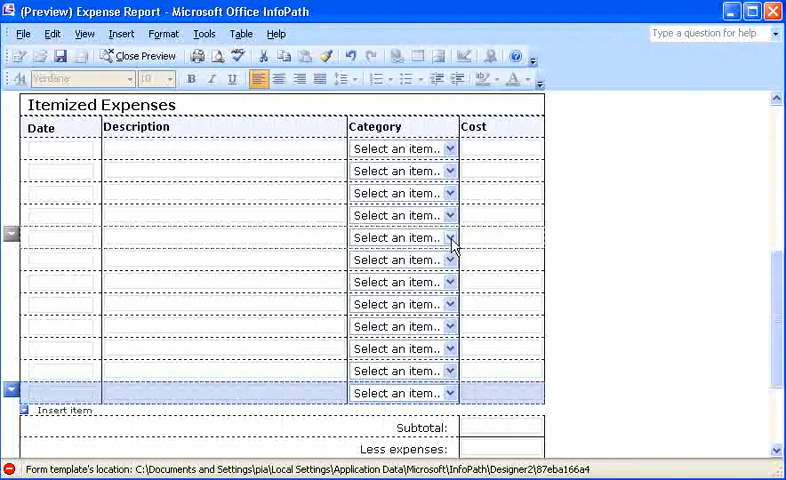 (Preview) Expense Report - Microsoft Office InfoPath
File Edit View Insert Format Tools Table Help
Type a question for help
Close Preview
Verdana 10 B I U A
Itemized Expenses
Date Description Category Cost
Select an item..
Select an item..
Select an item..
Select an item..
Select an item..
Select an item..
Select an item..
Select an item..
Select an item..
Select an item..
Select an item..
Select an item..
Insert item
Subtotal:
Less expenses:
Form template's location: C:\Documents and Settings\pia\Local Settings\Application Data\Microsoft\InfoPath\Designer2\87eba166a4